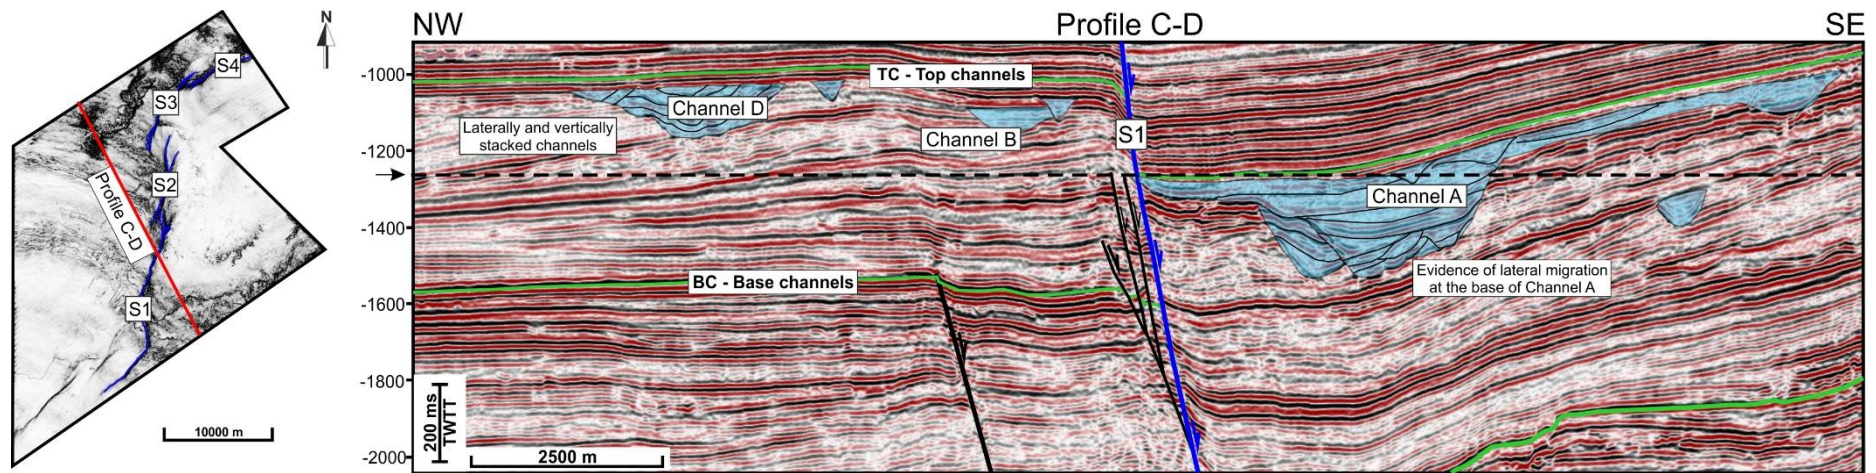 N
S4
S3
S2
Profile C-D
S1
10000 m
NW
Profile C-D
SE
-1000
-1200
-1400
-1600
-1800
-2000
TC - Top channels
Channel D
Laterally and vertically
stacked channels
Channel B
S1
Channel A
Evidence of lateral migration
at the base of Channel A
BC - Base channels
200 ms
TWTT
2500 m